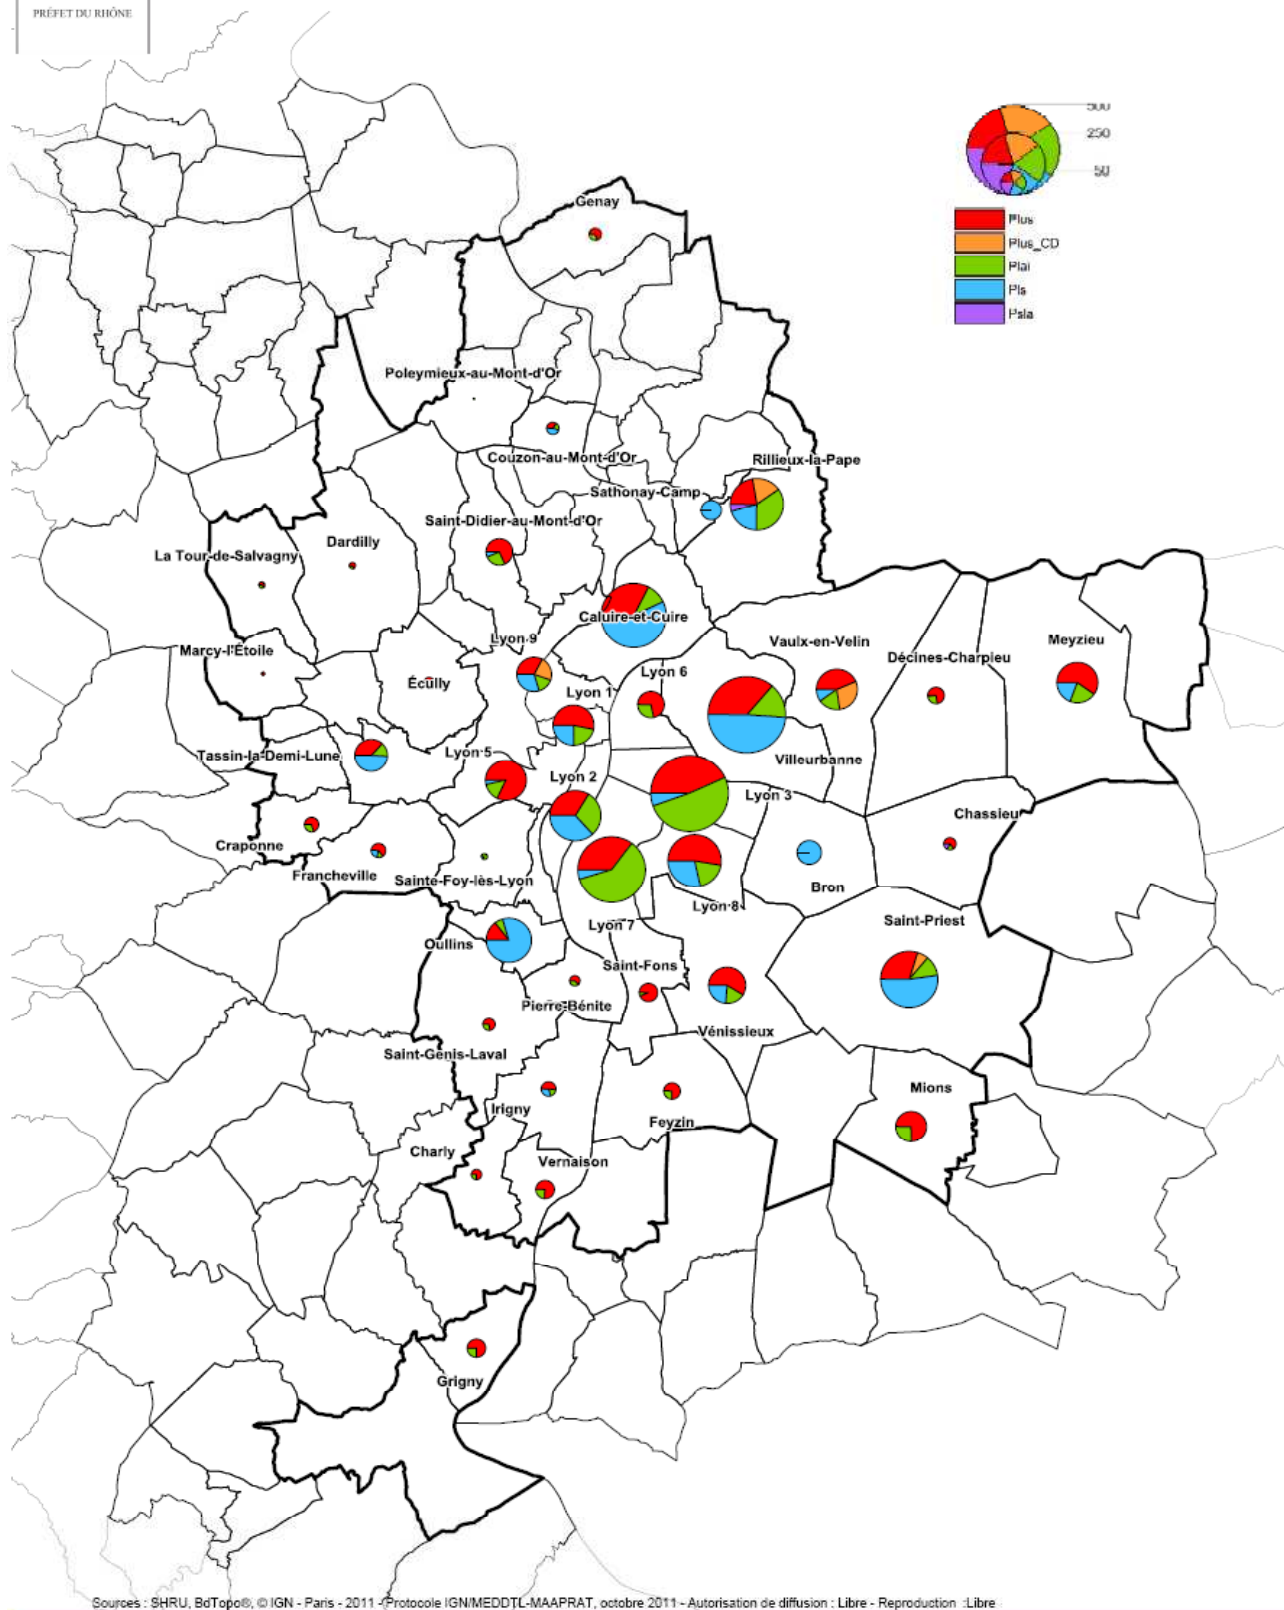 PRÉFET DU RHÔNE
500
250
50
Plus
Plus_CD
Plai
Pls
Psla
Genay
Poleymieux-au-Mont-d'Or
Couzon-au-Mont-d'Or
Rillieux-la-Pape
Sathonay-Camp
Saint-Didier-au-Mont-d'Or
Dardilly
La Tour-de-Salvagny
Caluire-et-Cuire
Lyon 9
Vaulx-en-Velin
Meyzieu
Marcy-l'Étoile
Décines-Charpieu
Lyon 6
Écully
Lyon 1
Tassin-la-Demi-Lune
Lyon 5
Villeurbanne
Lyon 2
Lyon 3
Chassieu
Craponne
Francheville
Sainte-Foy-lès-Lyon
Bron
Lyon 8
Saint-Priest
Lyon 7
Oullins
Saint-Fons
Pierre-Bénite
Vénissieux
Saint-Genis-Laval
Mions
Irigny
Feyzin
Charly
Vernaison
Grigny
Sources : SHRU, BdTopo®, © IGN - Paris - 2011 - Protocole IGN/MEDDTL-MAAPRAT, octobre 2011 - Autorisation de diffusion : Libre - Reproduction :Libre